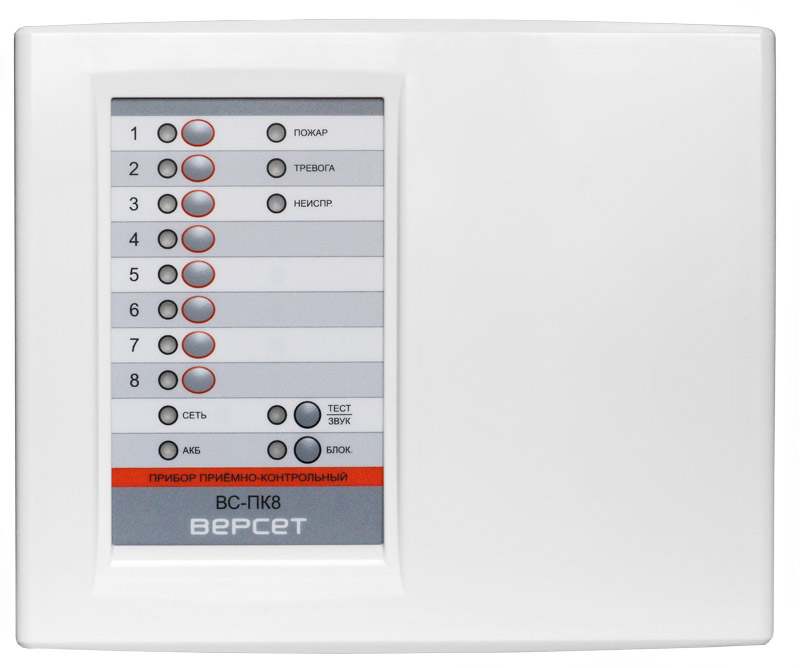 1 ПОЖАР
2 ТРЕВОГА
3 НЕИСПР.
4
5
6
7
8
СЕТЬ ТЕСТ
ЗВУК
АКБ БЛОК.
ПРИБОР ПРИЁМНО-КОНТРОЛЬНЫЙ
ВС-ПК8
ВЕРСЕТ